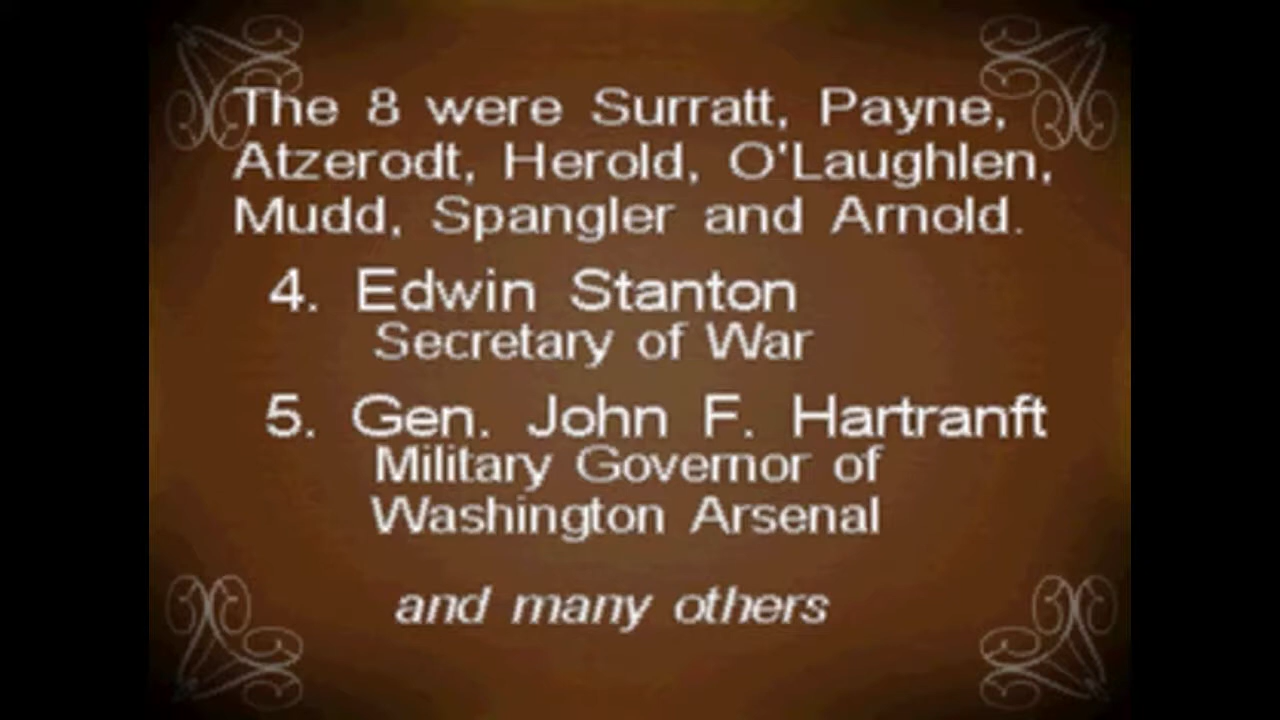 The 8 were Surratt, Payne,
Atzerodt, Herold, O'Laughlen,
Mudd, Spangler and Arnold.
4. Edwin Stanton
Secretary of War
5. Gen. John F. Hartranft
Military Governor of
Washington Arsenal
and many others